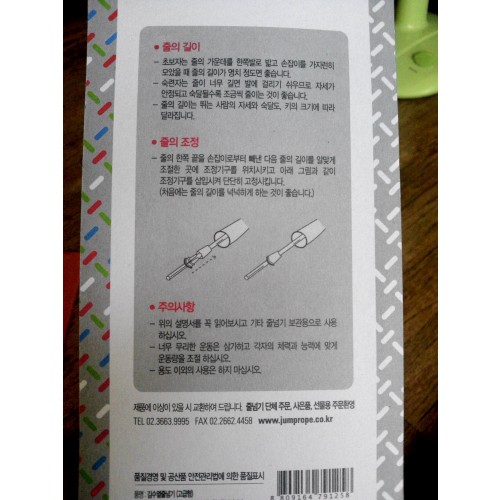 • 줄의 길이
– 초보자는 줄의 가운데를 한쪽발로 밟고 손잡이를 가지런히
모았을 때 줄의 길이가 명치 정도면 좋습니다.
– 숙련자는 줄이 너무 길면 발에 걸리기 쉬우므로 자세가
안정되고 숙달될수록 조금씩 줄이는 것이 좋습니다.
– 줄의 길이는 뛰는 사람의 자세와 숙달도, 키의 크기에 따라
달라집니다.
• 줄의 조정
– 줄의 한쪽 끝을 손잡이로부터 빼낸 다음 줄의 길이를 알맞게
조절한 곳에 조정기구를 위치시키고 아래 그림과 같이
조정기구를 삽입시켜 단단히 고정시킵니다.
(처음에는 줄의 길이를 넉넉하게 하는 것이 좋습니다.)
• 주의사항
– 위의 설명서를 꼭 읽어보시고 기타 줄넘기 보관용으로 사용
하십시오.
– 너무 무리한 운동은 삼가하고 각자의 체력과 능력에 맞게
운동량을 조절 하십시오.
– 용도 이외의 사용은 하지 마십시오.
제품에 이상이 있을 시 교환하여 드립니다. 줄넘기 단체 주문, 사은품, 선물용 주문환영
TEL 02.3663.9995 FAX 02.2662.4458 www.jumprope.co.kr
품질경영 및 공산품 안전관리법에 의한 품질표시
품명 : 김수열줄넘기 (고급형)
8 809164 791218